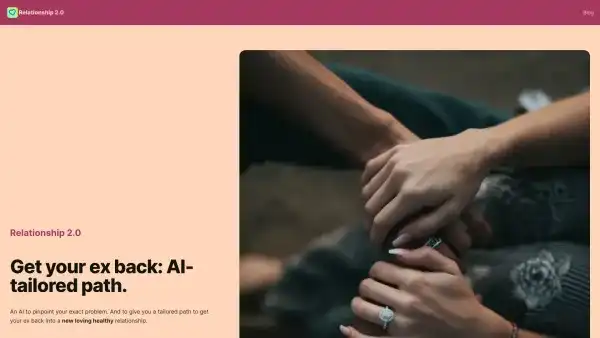 Relationship 2.0
Blog
Relationship 2.0
Get your ex back: AI-
tailored path.
An AI to pinpoint your exact problem. And to give you a tailored path to get
your ex back into a new loving healthy relationship.